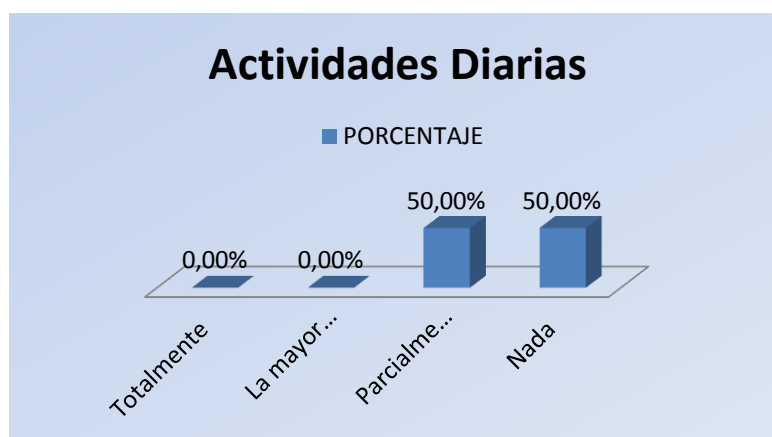 Actividades Diarias
PORCENTAJE
50,00% 50,00%
0,00% 0,00%
Totalmente
La mayor...
Parcialme...
Nada